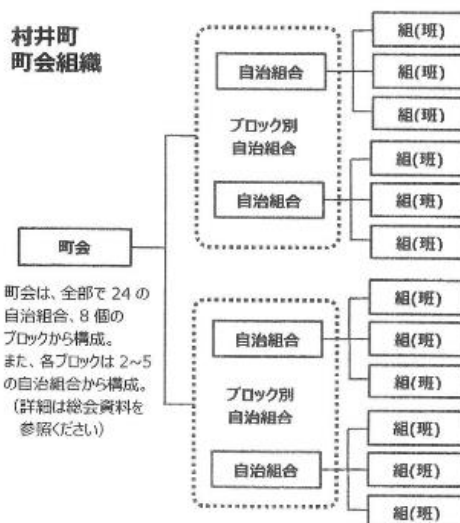 村井町
町会組織
組(班)
自治組合
組(班)
組(班)
ブロック別
自治組合
組(班)
自治組合
組(班)
組(班)
町会
町会は、全部で 24 の
自治組合、8 個の
ブロックから構成。
また、各ブロックは 2~5
の自治組合から構成。
(詳細は総会資料を
参照ください)
組(班)
自治組合
組(班)
組(班)
ブロック別
自治組合
組(班)
自治組合
組(班)
組(班)